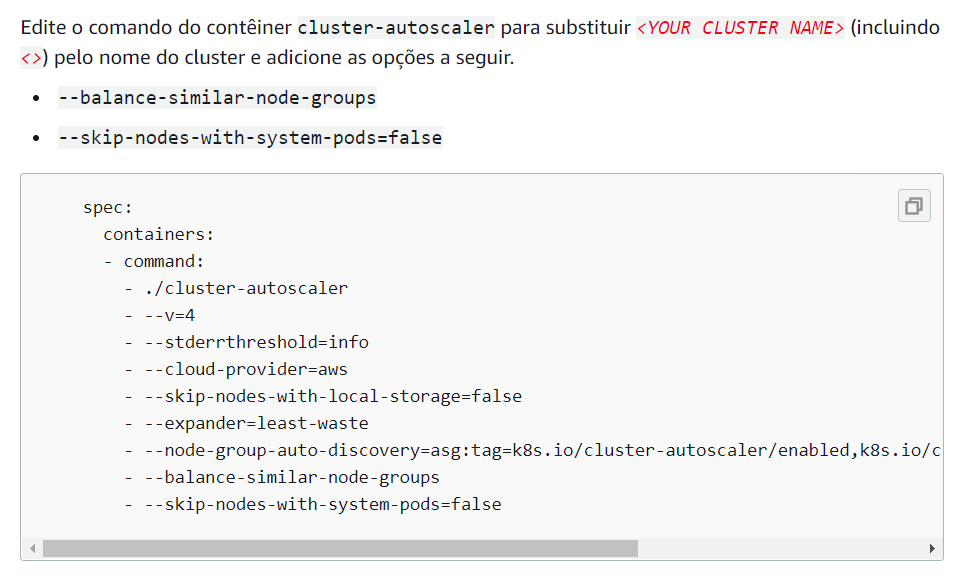 Edite o comando do contêiner cluster-autoscaler para substituir <YOUR CLUSTER NAME> (incluindo
<>) pelo nome do cluster e adicione as opções a seguir.
• --balance-similar-node-groups
• --skip-nodes-with-system-pods=false
spec:
containers:
- command:
- ./cluster-autoscaler
- --v=4
- --stderrthreshold=info
- --cloud-provider=aws
- --skip-nodes-with-local-storage=false
- --expander=least-waste
- --node-group-auto-discovery=asg:tag=k8s.io/cluster-autoscaler/enabled,k8s.io/c
- --balance-similar-node-groups
- --skip-nodes-with-system-pods=false